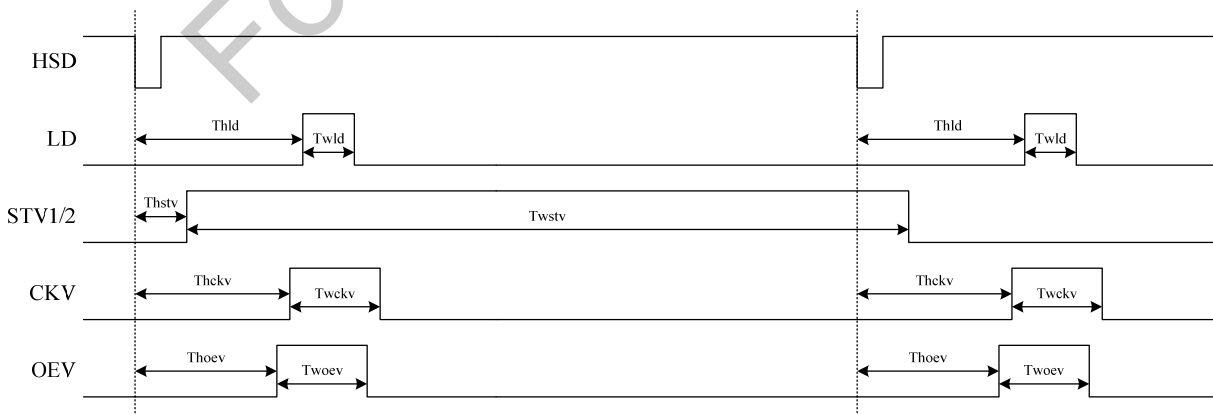 Fo
HSD
LD
Thld
Twld
Thld
Twld
STV1/2
Thstv
Twstv
CKV
Thckv
Twckv
Thckv
Twckv
OEV
Thoev
Twoev
Thoev
Twoev